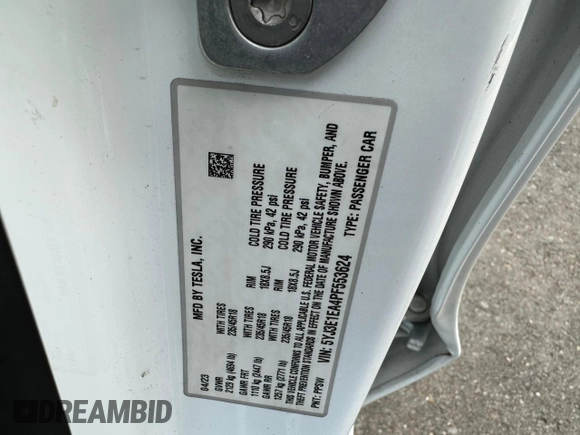 MFD BY TESLA, INC.
04/23
GVWR WITH TIRES RIM COLD TIRE PRESSURE
2129 kg (4694 lb) 235/45R18 18X8.5J 290 kPa, 42 psi
GAWR FRT WITH TIRES RIM COLD TIRE PRESSURE
1110 kg (2447 lb) 235/45R18 18X8.5J 290 kPa, 42 psi
GAWR RR
1257 kg (2771 lb)
THIS VEHICLE CONFORMS TO ALL APPLICABLE U.S. FEDERAL MOTOR VEHICLE SAFETY, BUMPER, AND
THEFT PREVENTION STANDARDS IN EFFECT ON THE DATE OF MANUFACTURE SHOWN ABOVE.
VIN: 5YJ3E1EA4PF553624 TYPE: PASSENGER CAR
PNT: PPSW
DREAMBID